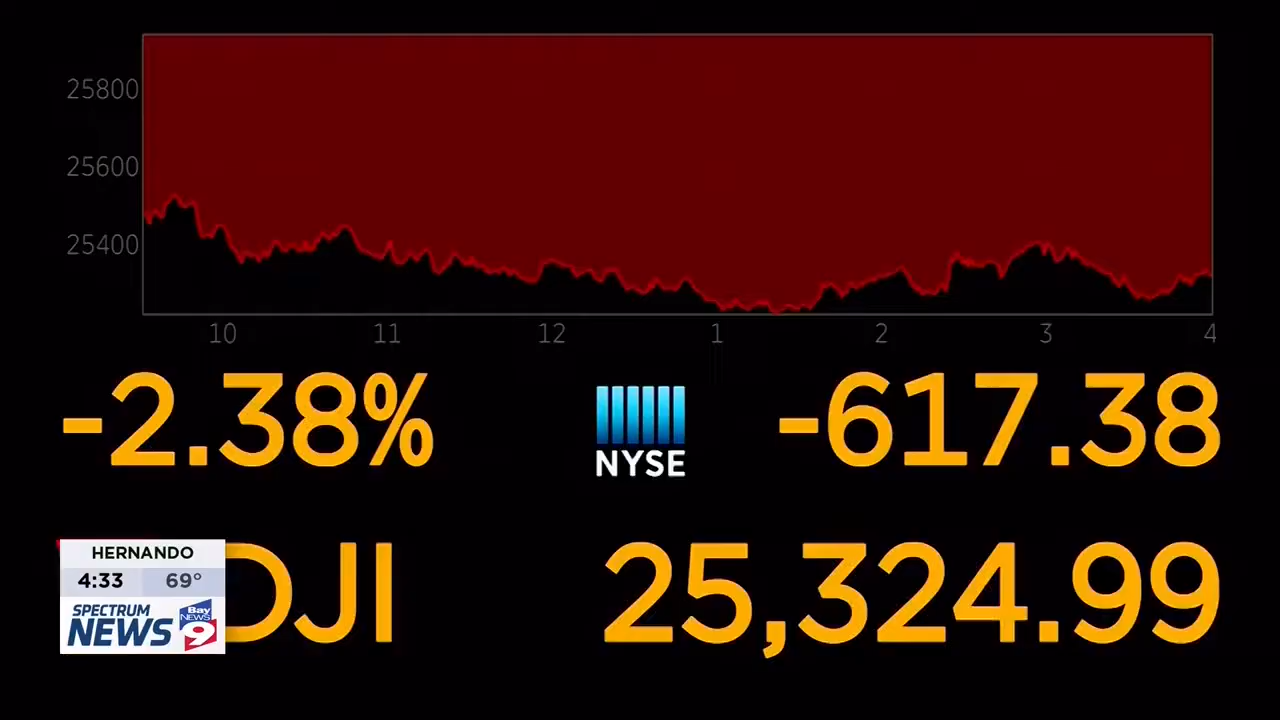 25800
25600
25400
10 11 12 1 2 3 4
-2.38% NYSE -617.38
DJI 25,324.99
HERNANDO
4:33 69°
SPECTRUM
NEWS
Bay
NEWS
9